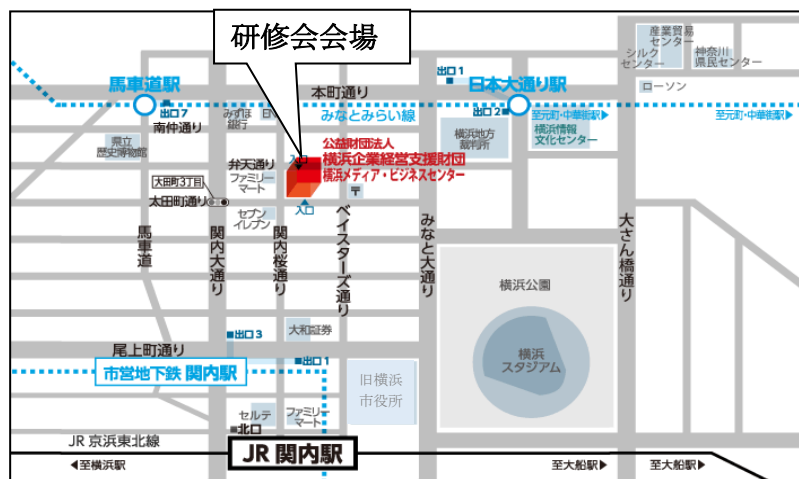 研修会会場
産業貿易
センター
シルク
センター
神奈川
県民センター
ローソン
出口1
馬車道駅
日本大通り駅
本町通り
みなとみらい線
出口7
出口2
至元町・中華街駅▶
至元町・中華街駅▶
南仲通り
みずほ
銀行
県立
歴史博物館
横浜地方
裁判所
横浜情報
文化センター
公益財団法人
横浜企業経営支援財団
横浜メディア・ビジネスセンター
弁天通り
入口
ファミリー
マート
〒
大田町3丁目
太田町通り
入口
セブン
イレブン
馬車道
関内大通り
関内桜通り
ベイスターズ通り
みなと大通り
大さん橋通り
横浜公園
横浜
スタジアム
出口3
大和証券
尾上町通り
出口1
市営地下鉄 関内駅
旧横浜
市役所
セルテ
北口
ファミリー
マート
JR 京浜東北線
JR 関内駅
◀至横浜駅
至大船駅▶
至大船駅▶